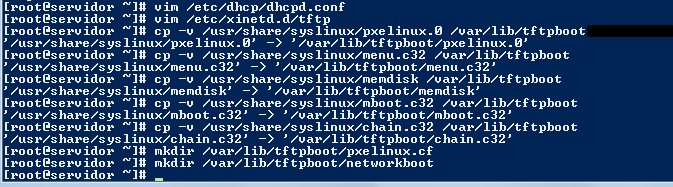 [root@servidor ~]# vim /etc/dhcp/dhcpd.conf
[root@servidor ~]# vim /etc/xinetd.d/tftp
[root@servidor ~]# cp -v /usr/share/syslinux/pxelinux.0 /var/lib/tftpboot
'/usr/share/syslinux/pxelinux.0' -> '/var/lib/tftpboot/pxelinux.0'
[root@servidor ~]# cp -v /usr/share/syslinux/menu.c32 /var/lib/tftpboot
'/usr/share/syslinux/menu.c32' -> '/var/lib/tftpboot/menu.c32'
[root@servidor ~]# cp -v /usr/share/syslinux/memdisk /var/lib/tftpboot
'/usr/share/syslinux/memdisk' -> '/var/lib/tftpboot/memdisk'
[root@servidor ~]# cp -v /usr/share/syslinux/mboot.c32 /var/lib/tftpboot
'/usr/share/syslinux/mboot.c32' -> '/var/lib/tftpboot/mboot.c32'
[root@servidor ~]# cp -v /usr/share/syslinux/chain.c32 /var/lib/tftpboot
'/usr/share/syslinux/chain.c32' -> '/var/lib/tftpboot/chain.c32'
[root@servidor ~]# mkdir /var/lib/tftpboot/pxelinux.cf
[root@servidor ~]# mkdir /var/lib/tftpboot/networkboot
[root@servidor ~]#